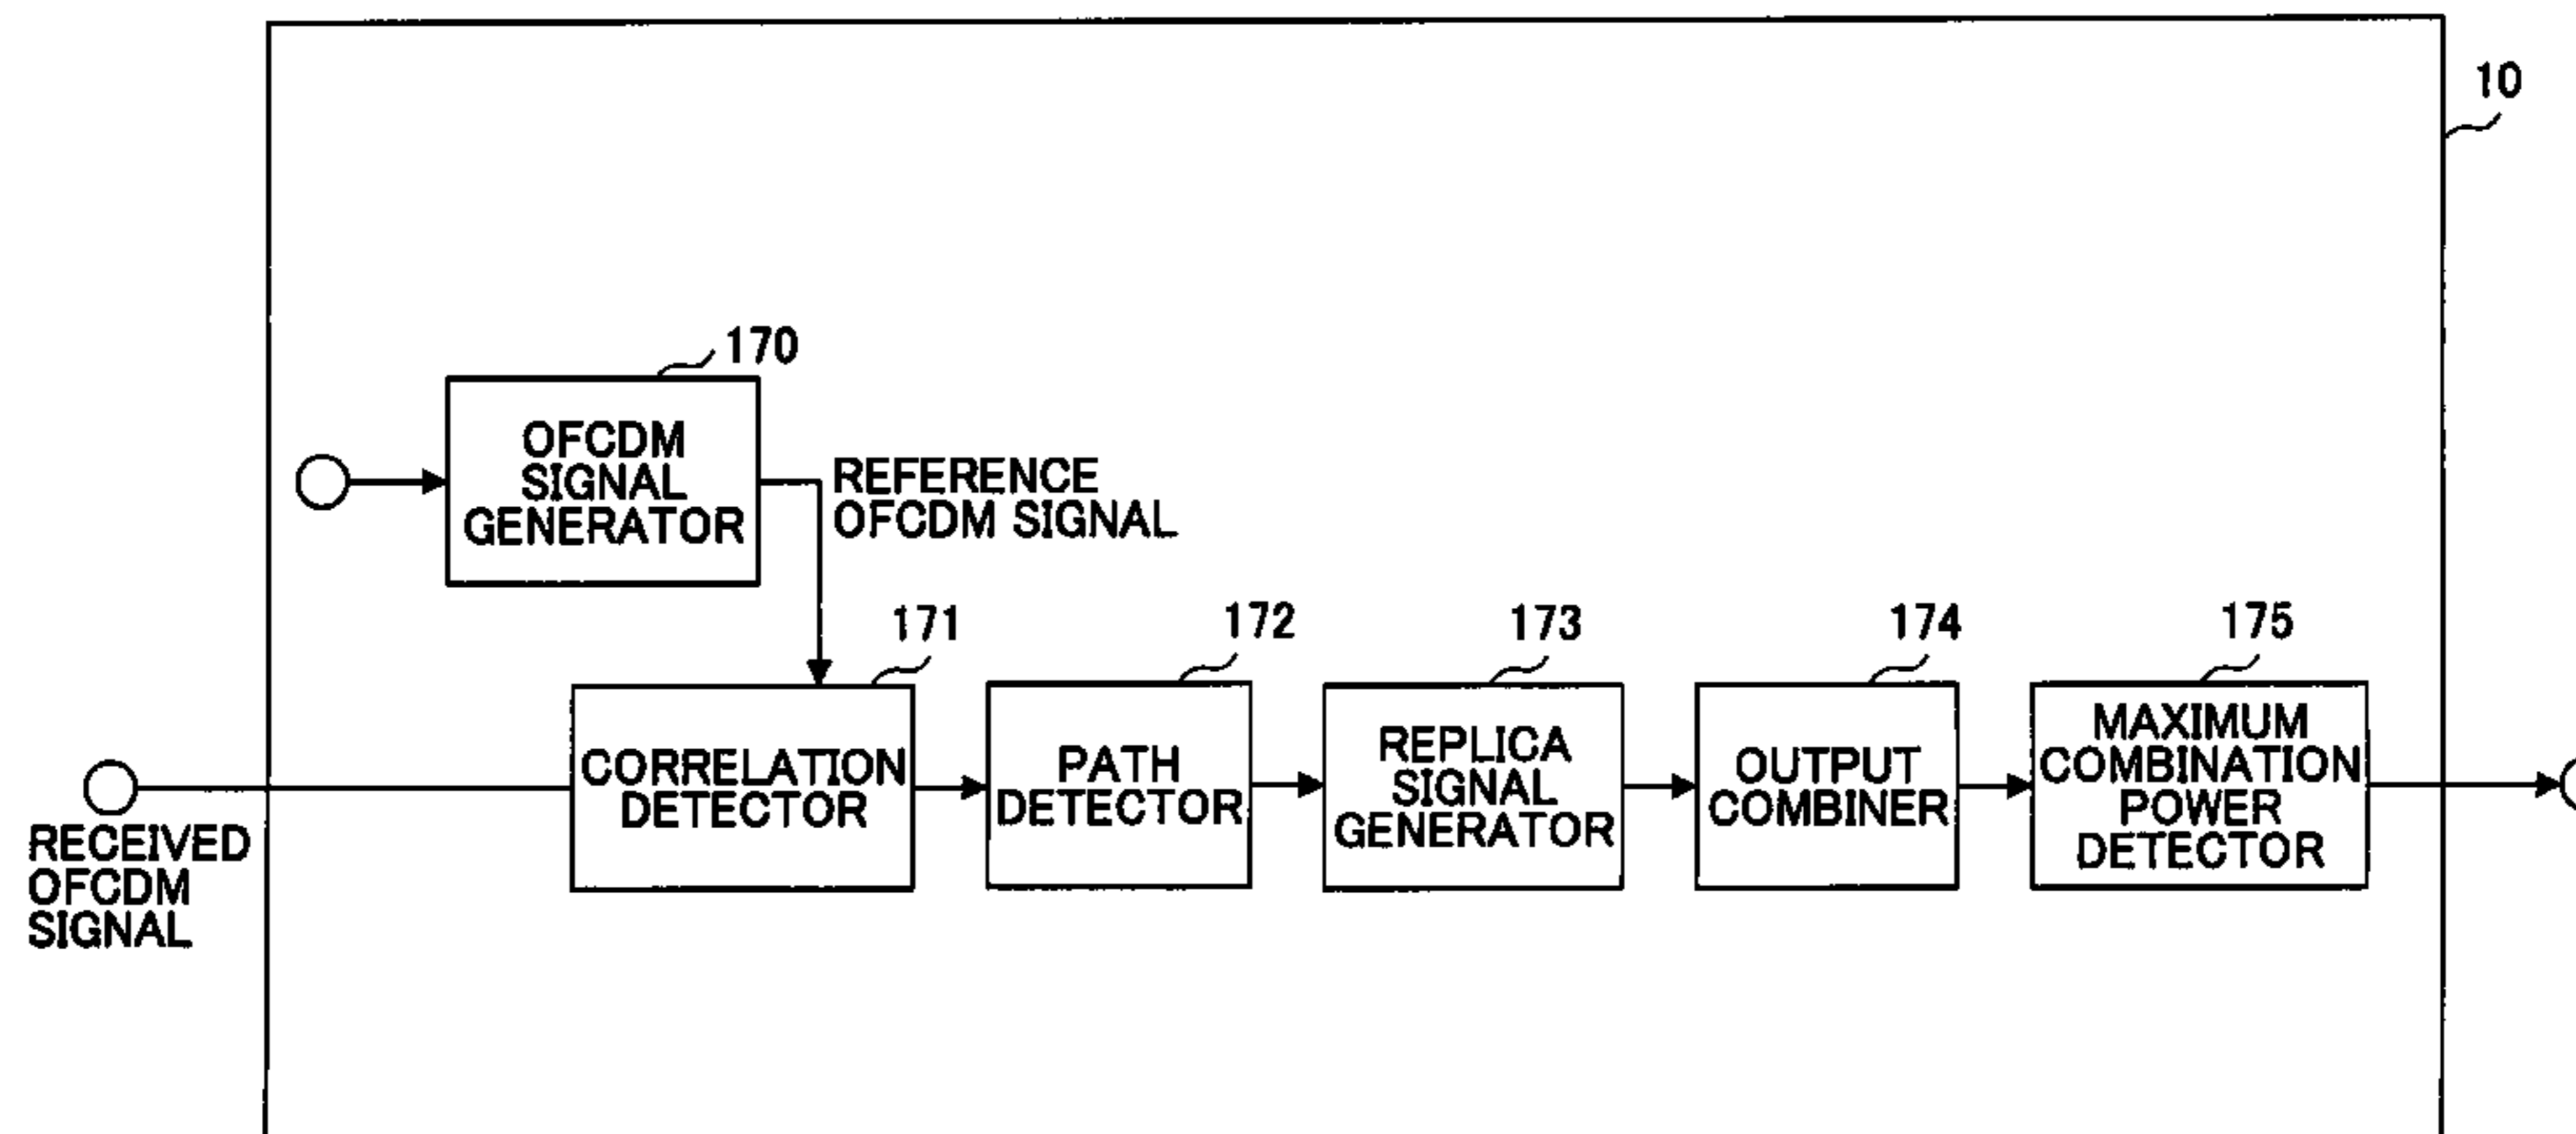 10
170
OFCDM
SIGNAL
GENERATOR
REFERENCE
OFCDM SIGNAL
171
172
173
174
175
CORRELATION
DETECTOR
PATH
DETECTOR
REPLICA
SIGNAL
GENERATOR
OUTPUT
COMBINER
MAXIMUM
COMBINATION
POWER
DETECTOR
RECEIVED
OFCDM
SIGNAL